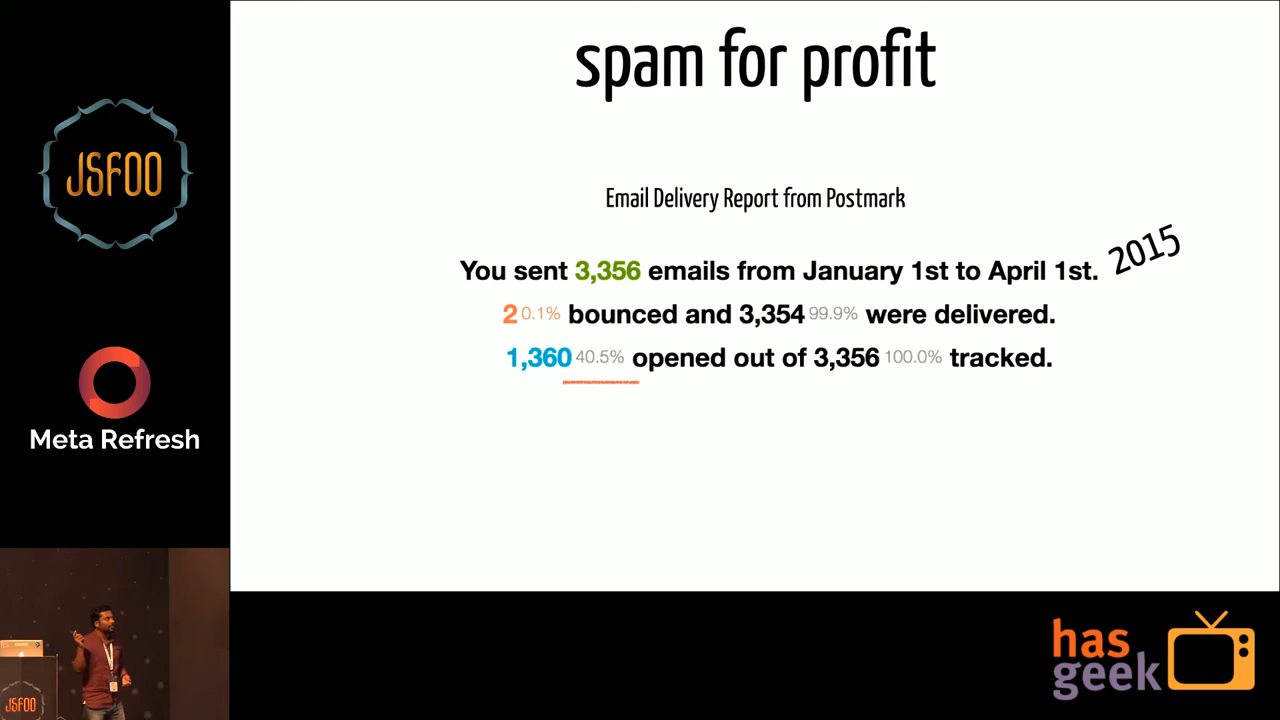 spam for profit
JSFOO
Email Delivery Report from Postmark
2015
You sent 3,356 emails from January 1st to April 1st.
2 0.1% bounced and 3,354 99.9% were delivered.
1,360 40.5% opened out of 3,356 100.0% tracked.
Meta Refresh
has
geek
JSFOO